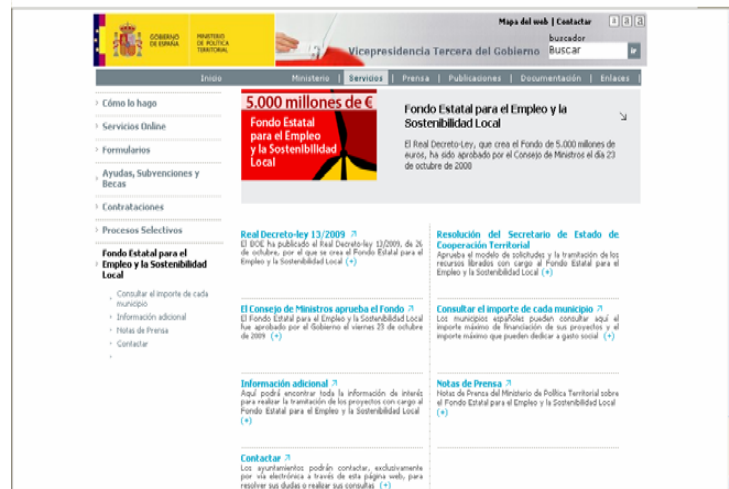 Mapa del web | Contactar a a a
GOBIERNO DE ESPAÑA
MINISTERIO DE POLÍTICA TERRITORIAL
Vicepresidencia Tercera del Gobierno
buscador
Buscar
Inicio Ministerio | Servicios | Prensa | Publicaciones | Documentación | Enlaces |
Cómo lo hago
Servicios Online
Formularios
Ayudas, Subvenciones y
Becas
Contrataciones
Procesos Selectivos
Fondo Estatal para el
Empleo y la Sostenibilidad
Local
Consultar el importe de cada
municipio
Información adicional
Notas de Prensa
Contactar
5.000 millones de €
Fondo Estatal
para el Empleo
y la Sostenibilidad
Local
Fondo Estatal para el Empleo y la
Sostenibilidad Local
El Real Decreto-Ley, que crea el Fondo de 5.000 millones de
euros, ha sido aprobado por el Consejo de Ministros el día 23
de octubre de 2008
Real Decreto-ley 13/2009
El BOE ha publicado el Real Decreto-ley 13/2009, de 26
de octubre, por el que se crea el Fondo Estatal para el
Empleo y la Sostenibilidad Local (+)
Resolución del Secretario de Estado de
Cooperación Territorial
Aprueba el modelo de solicitudes y la tramitación de los
recursos librados con cargo al Fondo Estatal para el
Empleo y la Sostenibilidad Local (+)
El Consejo de Ministros aprueba el Fondo
El Fondo Estatal para el Empleo y la Sostenibilidad Local
fue aprobado por el Gobierno el viernes 23 de octubre
de 2009 (+)
Consultar el importe de cada municipio
Los municipios españoles pueden consultar aquí el
importe máximo de financiación de sus proyectos y el
importe máximo que pueden dedicar a gasto social (+)
Información adicional
Aquí podrá encontrar toda la información de interés
para realizar la tramitación de los proyectos con cargo al
Fondo Estatal para el Empleo y la Sostenibilidad Local
(+)
Notas de Prensa
Notas de Prensa del Ministerio de Política Territorial sobre
el Fondo Estatal para el Empleo y la Sostenibilidad Local
(+)
Contactar
Los ayuntamientos podrán contactar, exclusivamente
por vía electrónica a través de esta página web, para
resolver sus dudas o realizar sus consultas (+)